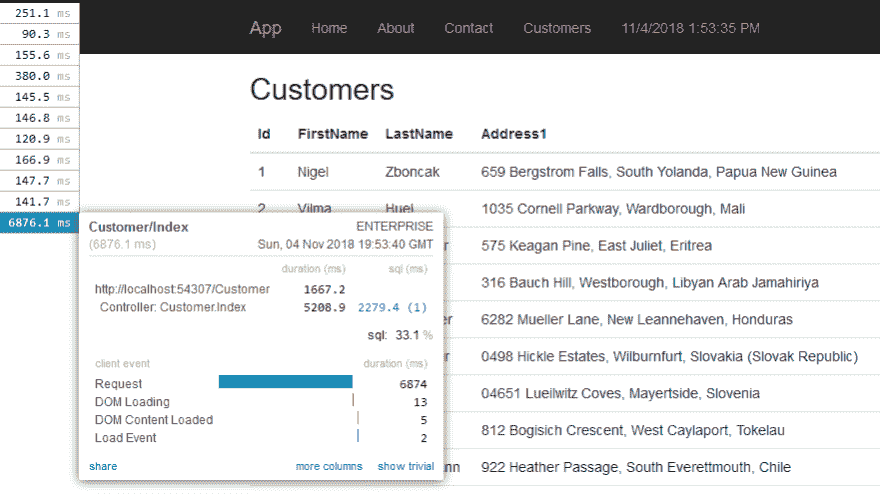 251.1 ms
90.3 ms
155.6 ms
380.0 ms
145.5 ms
146.8 ms
120.9 ms
166.9 ms
147.7 ms
141.7 ms
6876.1 ms
App Home About Contact Customers 11/4/2018 1:53:35 PM
Customers
Id FirstName LastName Address1
1 Nigel Zboncak 659 Bergstrom Falls, South Yolanda, Papua New Guinea
2 Vilma Huel 1035 Cornell Parkway, Wardborough, Mali
575 Keagan Pine, East Juliet, Eritrea
316 Bauch Hill, Westborough, Libyan Arab Jamahiriya
6282 Mueller Lane, New Leannehaven, Honduras
0498 Hickle Estates, Wilburnfurt, Slovakia (Slovak Republic)
04651 Lueilwitz Coves, Mayertside, Slovenia
812 Bogisich Crescent, West Caylaport, Tokelau
922 Heather Passage, South Everettmouth, Chile
Customer/Index ENTERPRISE
(6876.1 ms) Sun, 04 Nov 2018 19:53:40 GMT
duration (ms) sql (ms)
http://localhost:54307/Customer 1667.2
Controller: Customer.Index 5208.9 2279.4 (1)
sql: 33.1 %
client event duration (ms)
Request 6874
DOM Loading 13
DOM Content Loaded 5
Load Event 2
share more columns show trivial